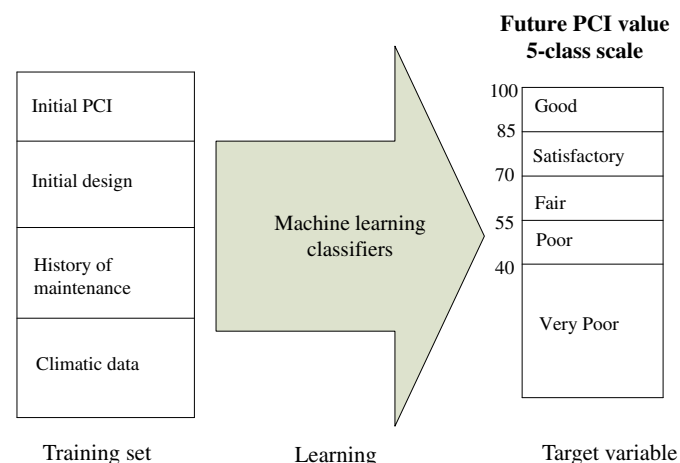 Future PCI value
5-class scale
Initial PCI
Initial design
History of
maintenance
Climatic data
Machine learning
classifiers
100
Good
85
Satisfactory
70
Fair
55
Poor
40
Very Poor
Training set
Learning
Target variable